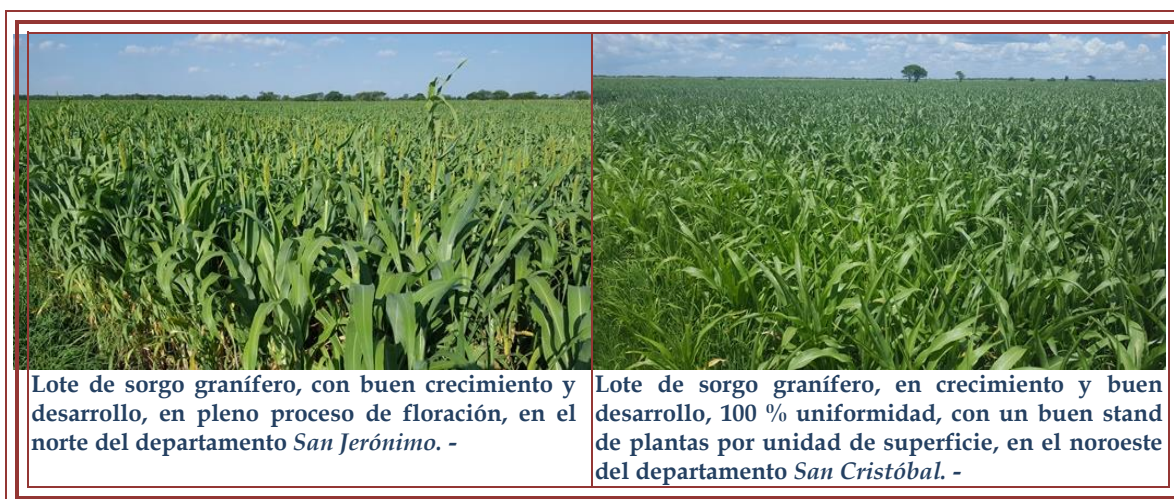 Lote de sorgo granífero, con buen crecimiento y
desarrollo, en pleno proceso de floración, en el
norte del departamento San Jerónimo. -
Lote de sorgo granífero, en crecimiento y buen
desarrollo, 100 % uniformidad, con un buen stand
de plantas por unidad de superficie, en el noroeste
del departamento San Cristóbal. -